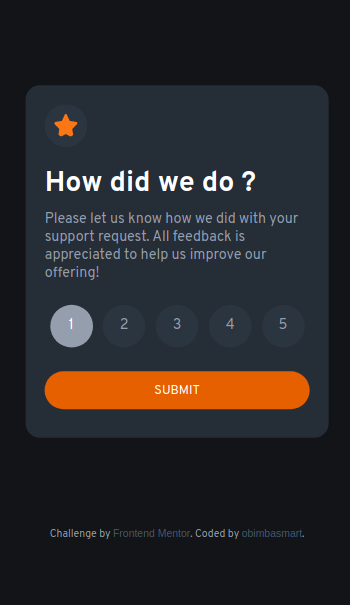 How did we do ?
Please let us know how we did with your
support request. All feedback is
appreciated to help us improve our
offering!
1 2 3 4 5
SUBMIT
Challenge by Frontend Mentor. Coded by obimbasmart.